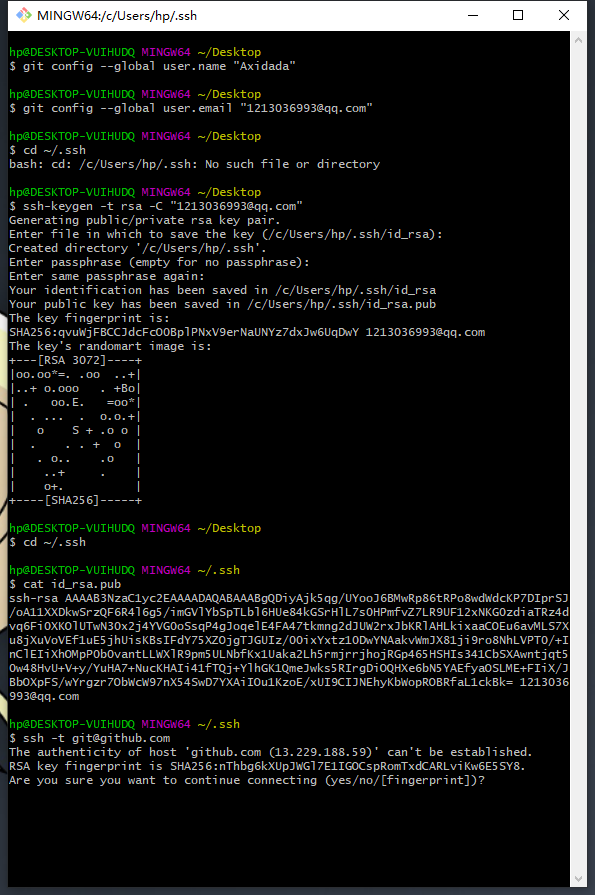 MINGW64:/c/Users/hp/.ssh
hp@DESKTOP-VUIHUDQ MINGW64 ~/Desktop
$ git config --global user.name "Axidada"
hp@DESKTOP-VUIHUDQ MINGW64 ~/Desktop
$ git config --global user.email "1213036993@qq.com"
hp@DESKTOP-VUIHUDQ MINGW64 ~/Desktop
$ cd ~/.ssh
bash: cd: /c/Users/hp/.ssh: No such file or directory
hp@DESKTOP-VUIHUDQ MINGW64 ~/Desktop
$ ssh-keygen -t rsa -C "1213036993@qq.com"
Generating public/private rsa key pair.
Enter file in which to save the key (/c/Users/hp/.ssh/id_rsa):
Created directory '/c/Users/hp/.ssh'.
Enter passphrase (empty for no passphrase):
Enter same passphrase again:
Your identification has been saved in /c/Users/hp/.ssh/id_rsa
Your public key has been saved in /c/Users/hp/.ssh/id_rsa.pub
The key fingerprint is:
SHA256:qvuWjFBCCJdcFcOOBplPNxV9erNaUNYz7dxJw6UqDwY 1213036993@qq.com
The key's randomart image is:
+---[RSA 3072]----+
|oo.oo*=. .oo  ..+|
|..+ o.ooo   . +Bo|
| .   oo.E.   =oo*|
|  . ...  .  o.o.+|
|   o    S + .o o |
|  .    . . +  o  |
|   . o..    .o   |
|    ..+     .    |
|    o+.          |
+----[SHA256]-----+
hp@DESKTOP-VUIHUDQ MINGW64 ~/Desktop
$ cd ~/.ssh
hp@DESKTOP-VUIHUDQ MINGW64 ~/.ssh
$ cat id_rsa.pub
ssh-rsa AAAAB3NzaC1yc2EAAAADAQABAAABgQDiyAjk5qg/UYooJ6BMwRp86tRPo8wdWdcKP7DIprSJ
/oA11XXDkwSrzQF6R4l6g5/imGVlYbSpTLbl6HUe84kGSrHlL7sOHPmfvZ7LR9UF12xNKGOzdiaTRz4d
vq6FiOXKOlUTwN3Ox2j4YVGOoSsqP4gJoqelE4FA47tkmng2dJUW2rxJbKRlAHLkixaaCOEu6avMLS7X
u8jXuVoVEf1uE5jhUisKBsIFdY75XZOjgTJGUIz/OOixYxtz1ODwYNAakvWmJX81ji9ro8NhLVPT0/+I
nClEIiXhOMpPObOvantLLWXlR9pm5ULNbfKx1Uaka2Lh5rmjrrjhojRGp465HSHIs341CbSXAwntjqt5
Ow48HvU+V+y/YuHA7+NucKHAIi41fTQj+YlhGK1QmeJwks5RIrgDiOQHXe6bN5YAEfyaOSLME+FIiX/J
BbOXpFS/wYrgzr7ObWcW97nX54SwD7YXAiIOu1KzoE/xUI9CIJNEhyKbWopROBRfaL1ckBk= 1213036
993@qq.com
hp@DESKTOP-VUIHUDQ MINGW64 ~/.ssh
$ ssh -t git@github.com
The authenticity of host 'github.com (13.229.188.59)' can't be established.
RSA key fingerprint is SHA256:nThbg6kXUpJWGl7E1IGOCspRomTxdCARLviKw6E5SY8.
Are you sure you want to continue connecting (yes/no/[fingerprint])?